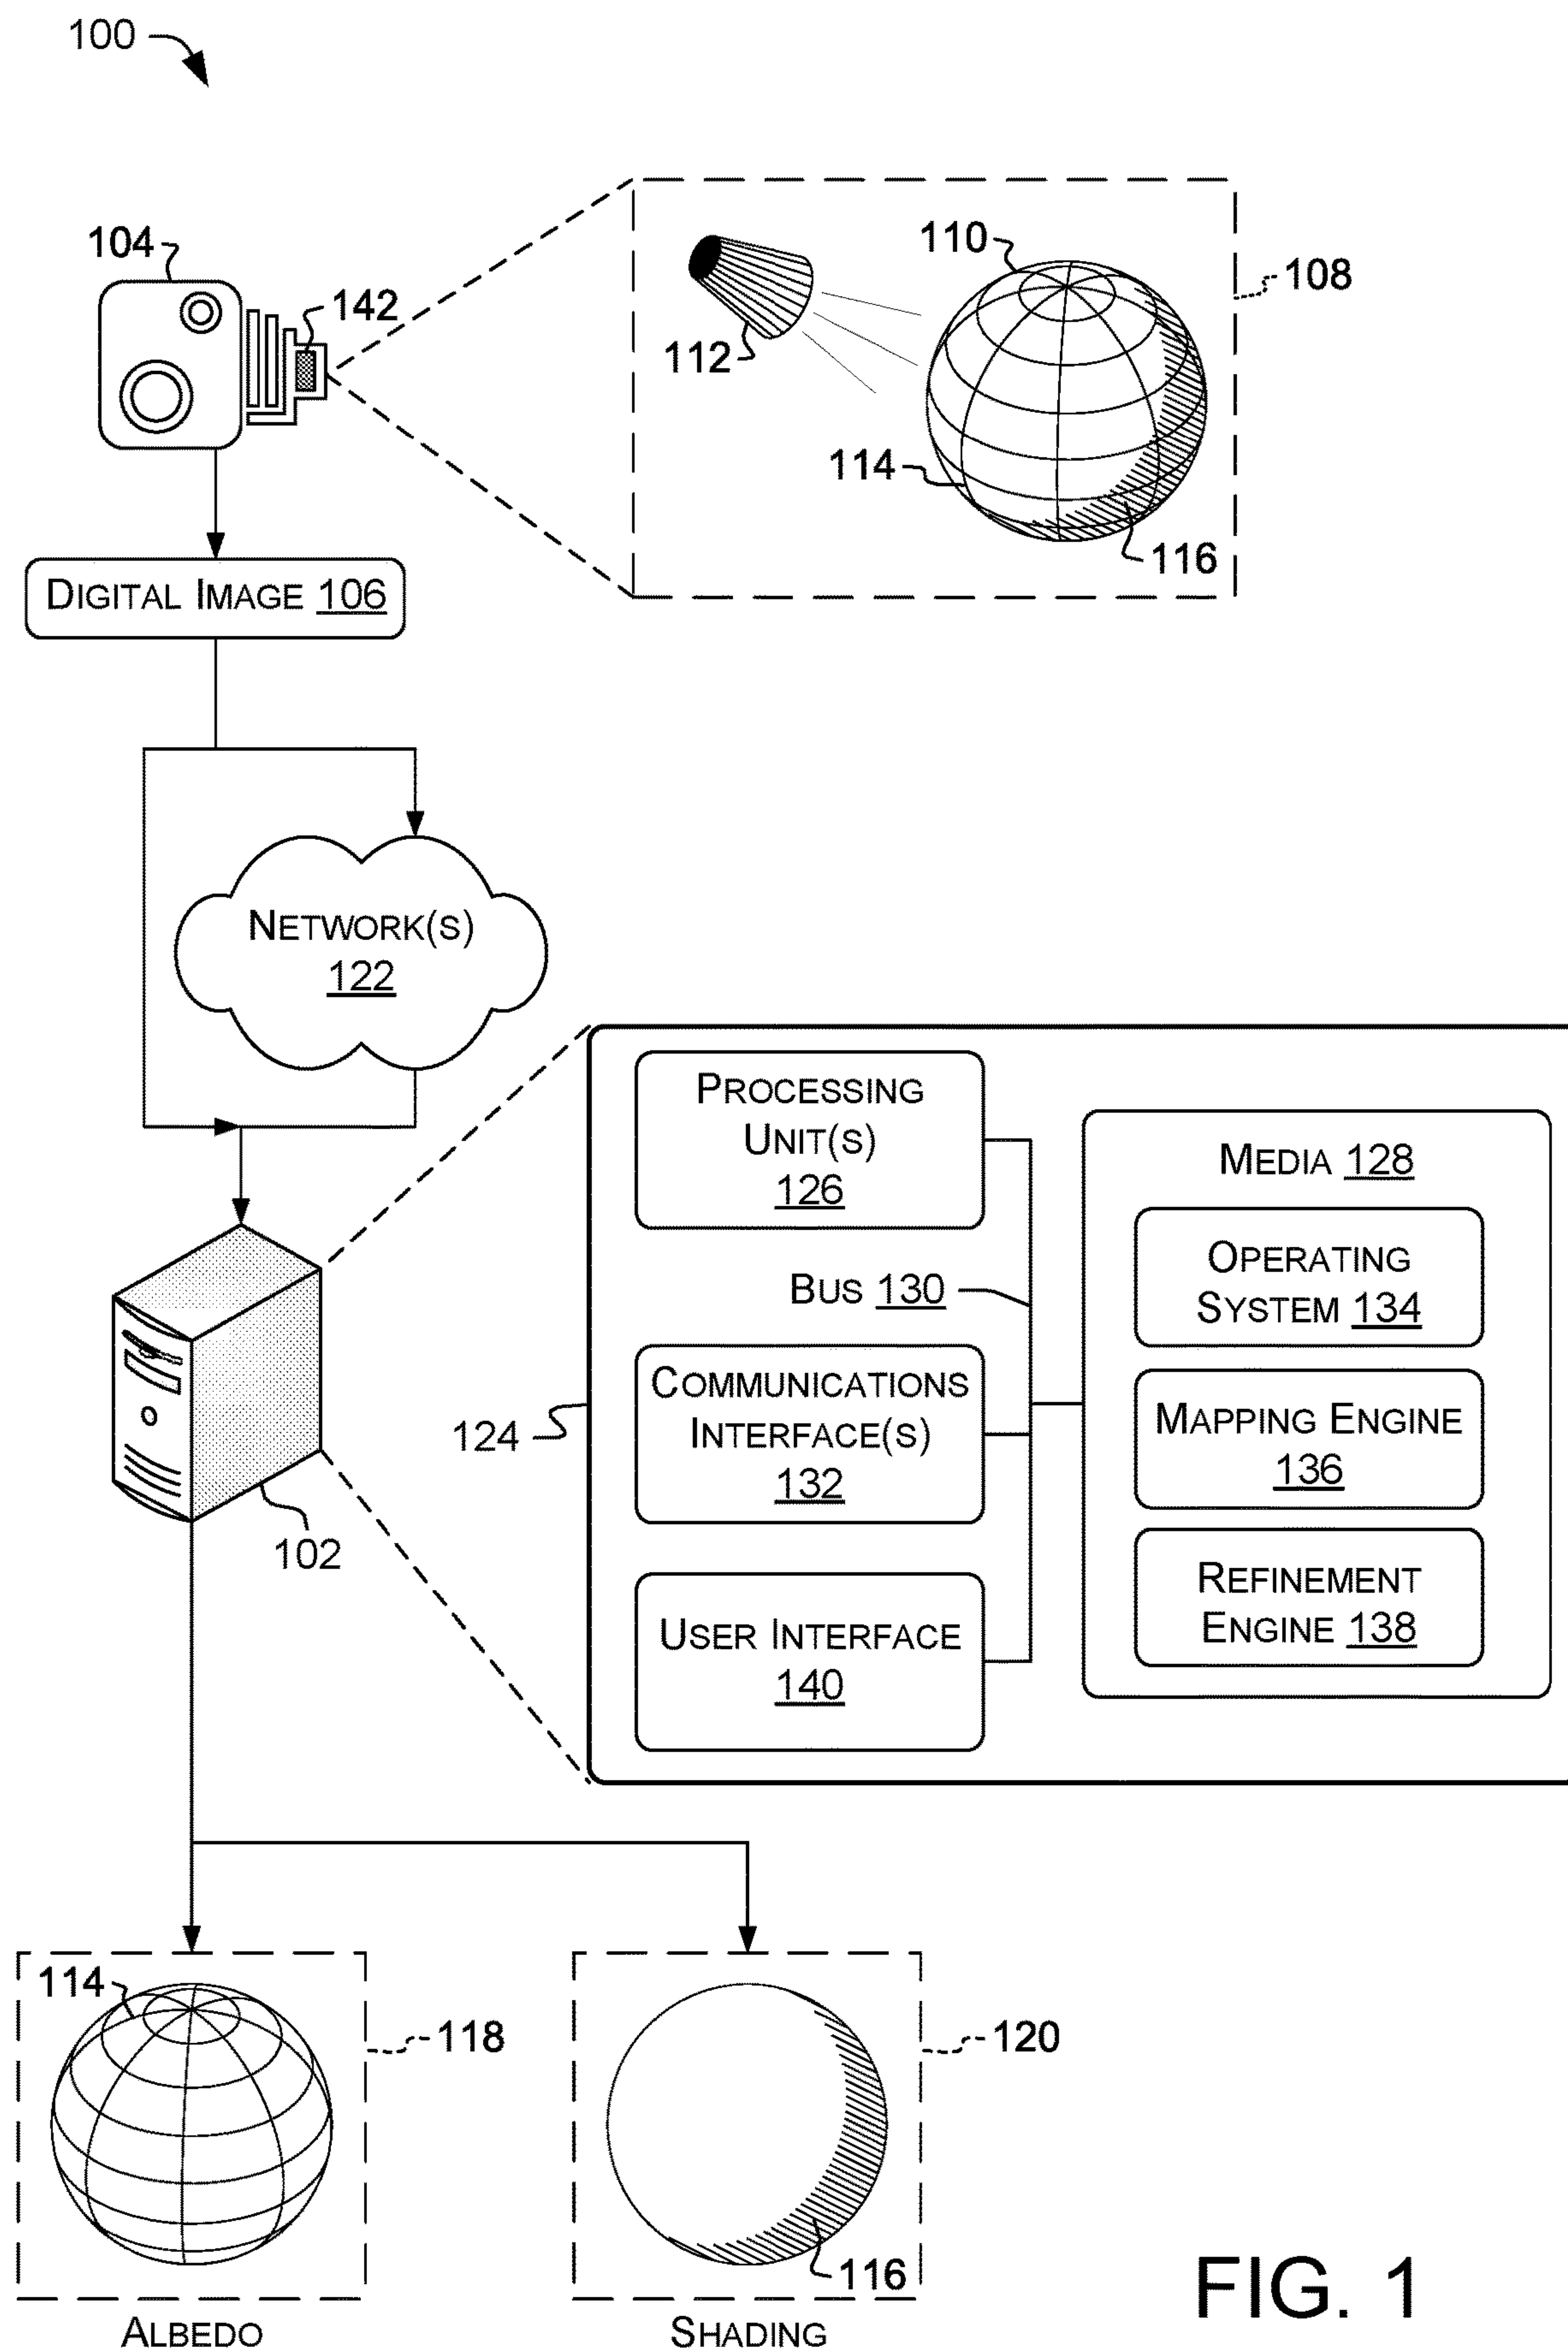 100
104
142
110
108
112
114
116
DIGITAL IMAGE 106
NETWORK(S)
122
PROCESSING
UNIT(S)
126
MEDIA 128
OPERATING
SYSTEM 134
BUS 130
COMMUNICATIONS
INTERFACE(S)
132
124
MAPPING ENGINE
136
102
REFINEMENT
ENGINE 138
USER INTERFACE
140
114
118
120
116
ALBEDO
SHADING
FIG. 1